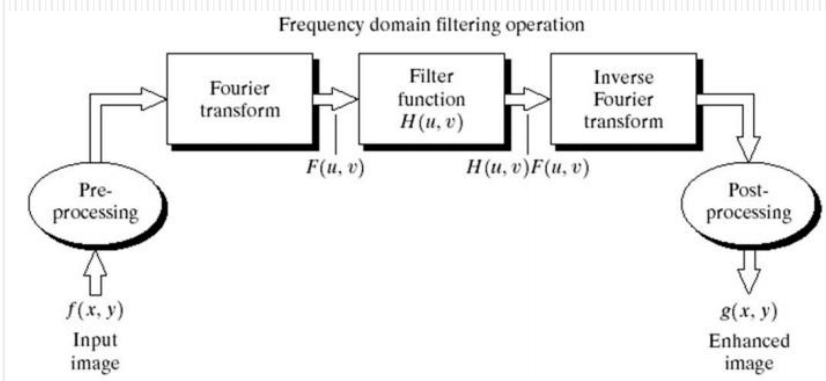 Frequency domain filtering operation
Fourier
transform
Filter
function
H(u, v)
Inverse
Fourier
transform
F(u, v)
H(u, v)F(u, v)
Pre-
processing
Post-
processing
f(x, y)
Input
image
g(x, y)
Enhanced
image